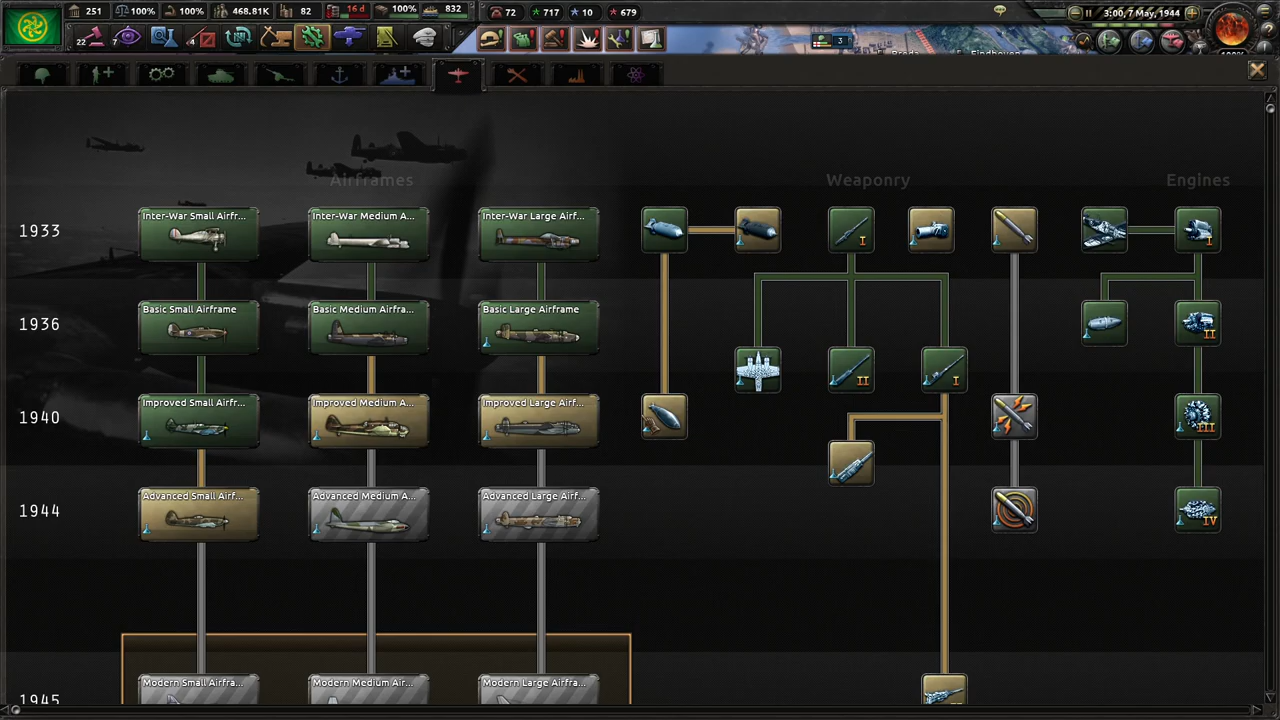 251 100% 100% 468.81K 82 16 d 100% 832 72 717 10 679 3:00, 7 May, 1944
22 7 4 3 Breda Eindhoven
Airframes Weaponry Engines
1933 Inter-War Small Airfr... Inter-War Medium A... Inter-War Large Airf... I I
1936 Basic Small Airframe Basic Medium Airfra... Basic Large Airframe II
II I
1940 Improved Small Airfr... Improved Medium A... Improved Large Airf... III
1944 Advanced Small Airf... Advanced Medium A... Advanced Large Airf... IV
1945 Modern Small Airfra... Modern Medium Air... Modern Large Airfra...